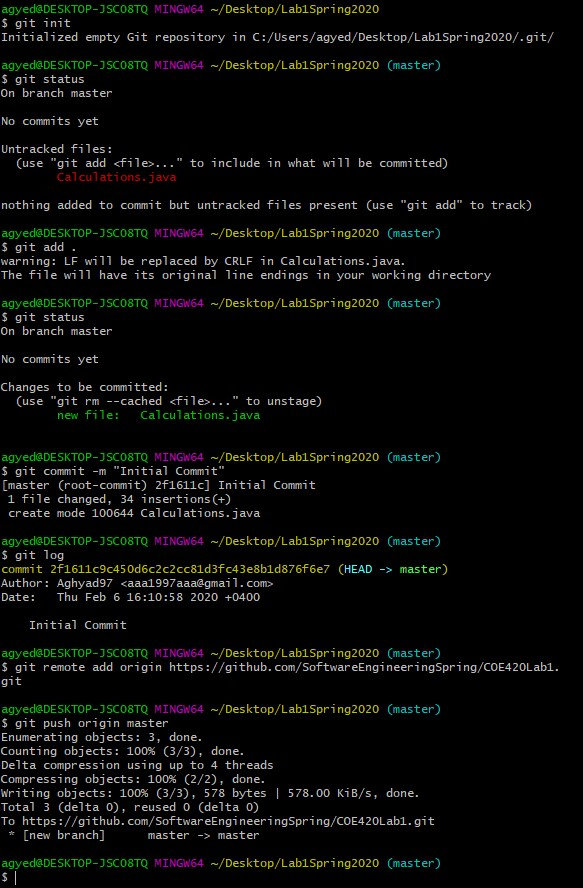 agyed@DESKTOP-JSCO8TQ MINGW64 ~/Desktop/Lab1Spring2020
$ git init
Initialized empty Git repository in C:/Users/agyed/Desktop/Lab1Spring2020/.git/
agyed@DESKTOP-JSCO8TQ MINGW64 ~/Desktop/Lab1Spring2020 (master)
$ git status
On branch master
No commits yet
Untracked files:
(use "git add <file>..." to include in what will be committed)
Calculations.java
nothing added to commit but untracked files present (use "git add" to track)
agyed@DESKTOP-JSCO8TQ MINGW64 ~/Desktop/Lab1Spring2020 (master)
$ git add .
warning: LF will be replaced by CRLF in Calculations.java.
The file will have its original line endings in your working directory
agyed@DESKTOP-JSCO8TQ MINGW64 ~/Desktop/Lab1Spring2020 (master)
$ git status
On branch master
No commits yet
Changes to be committed:
(use "git rm --cached <file>..." to unstage)
new file:   Calculations.java
agyed@DESKTOP-JSCO8TQ MINGW64 ~/Desktop/Lab1Spring2020 (master)
$ git commit -m "Initial Commit"
[master (root-commit) 2f1611c] Initial Commit
1 file changed, 34 insertions(+)
create mode 100644 Calculations.java
agyed@DESKTOP-JSCO8TQ MINGW64 ~/Desktop/Lab1Spring2020 (master)
$ git log
commit 2f1611c9c450d6c2c2cc81d3fc43e8b1d876f6e7 (HEAD -> master)
Author: Aghyad97 <aaa1997aaa@gmail.com>
Date:   Thu Feb 6 16:10:58 2020 +0400
Initial Commit
agyed@DESKTOP-JSCO8TQ MINGW64 ~/Desktop/Lab1Spring2020 (master)
$ git remote add origin https://github.com/SoftwareEngineeringSpring/COE420Lab1.
git
agyed@DESKTOP-JSCO8TQ MINGW64 ~/Desktop/Lab1Spring2020 (master)
$ git push origin master
Enumerating objects: 3, done.
Counting objects: 100% (3/3), done.
Delta compression using up to 4 threads
Compressing objects: 100% (2/2), done.
Writing objects: 100% (3/3), 578 bytes | 578.00 KiB/s, done.
Total 3 (delta 0), reused 0 (delta 0)
To https://github.com/SoftwareEngineeringSpring/COE420Lab1.git
* [new branch]      master -> master
agyed@DESKTOP-JSCO8TQ MINGW64 ~/Desktop/Lab1Spring2020 (master)
$